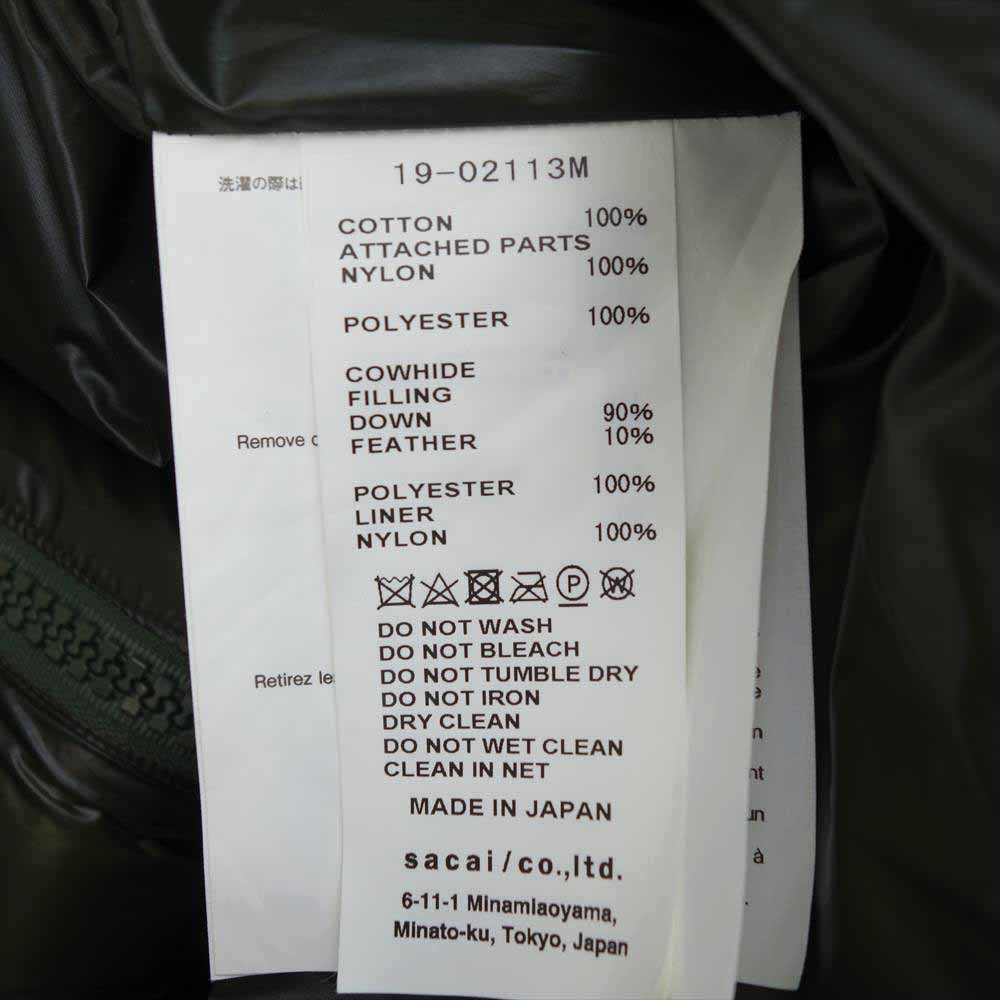 洗濯の際は
19-02113M
COTTON 100%
ATTACHED PARTS
NYLON 100%
POLYESTER 100%
COWHIDE
FILLING
DOWN 90%
FEATHER 10%
POLYESTER 100%
LINER
NYLON 100%
P
W
DO NOT WASH
DO NOT BLEACH
DO NOT TUMBLE DRY
DO NOT IRON
DRY CLEAN
DO NOT WET CLEAN
CLEAN IN NET
MADE IN JAPAN
sacai/co.,ltd.
6-11-1 Minamiaoyama,
Minato-ku, Tokyo, Japan
Remove
Retirez
à